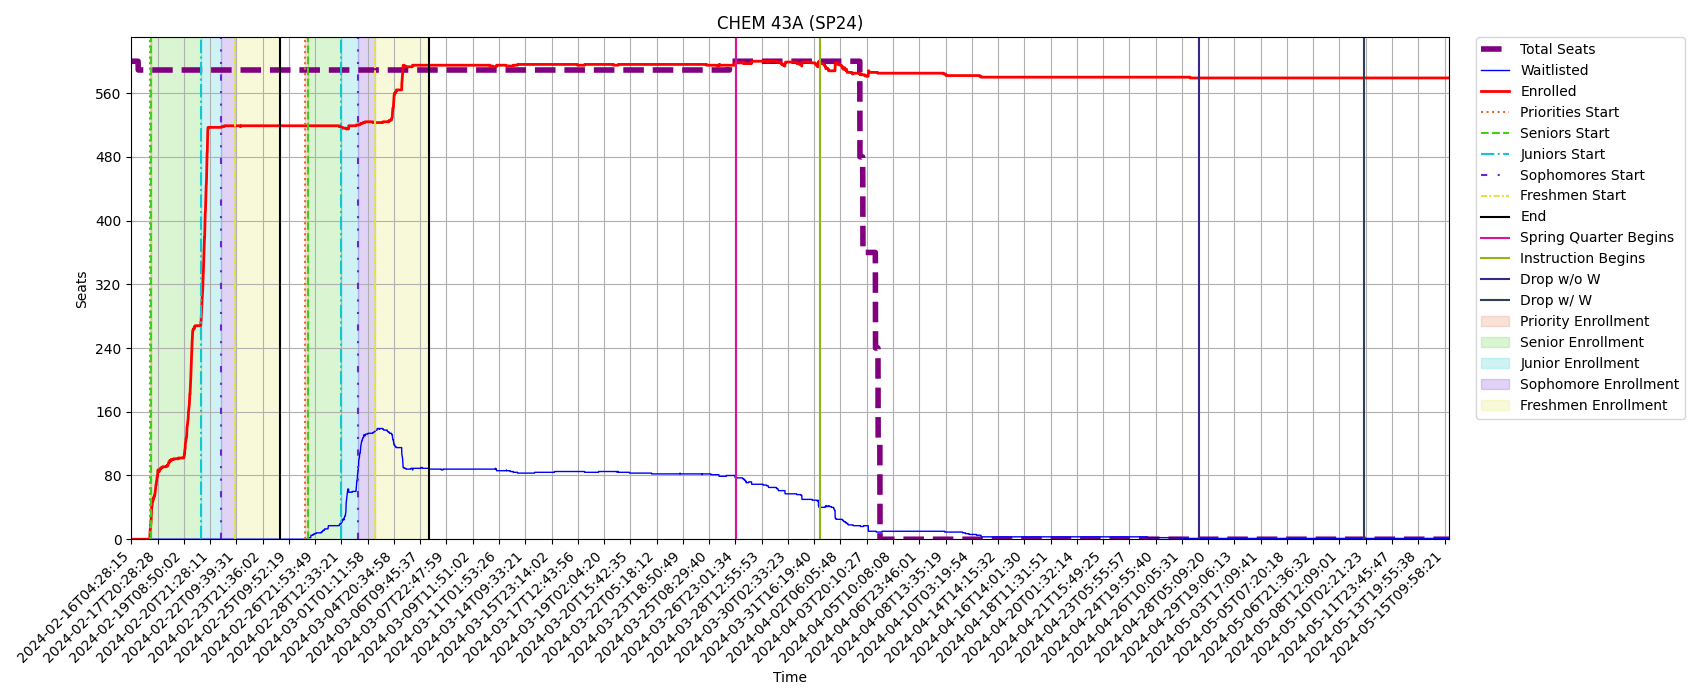 CHEM 43A (SP24)
Seats
560
480
400
320
240
160
80
0
2024-02-16T04:28:15
2024-02-17T20:28:28
2024-02-19T08:50:02
2024-02-20T21:28:11
2024-02-22T09:39:31
2024-02-23T21:36:02
2024-02-25T09:52:19
2024-02-26T21:53:49
2024-02-28T12:33:21
2024-03-01T01:11:58
2024-03-04T20:34:58
2024-03-06T09:45:37
2024-03-07T22:47:59
2024-03-09T11:51:02
2024-03-11T01:53:26
2024-03-14T09:33:21
2024-03-15T23:14:02
2024-03-17T12:43:56
2024-03-19T02:04:20
2024-03-20T15:42:35
2024-03-22T05:18:12
2024-03-23T18:50:49
2024-03-25T08:29:40
2024-03-26T23:01:34
2024-03-28T12:55:53
2024-03-30T02:33:23
2024-03-31T16:19:40
2024-04-02T06:05:48
2024-04-03T20:10:27
2024-04-05T10:08:08
2024-04-06T23:46:01
2024-04-08T13:35:19
2024-04-10T03:19:54
2024-04-14T14:15:32
2024-04-16T14:01:30
2024-04-18T11:31:51
2024-04-20T01:32:14
2024-04-21T15:49:25
2024-04-23T05:55:57
2024-04-24T19:55:40
2024-04-26T10:05:31
2024-04-28T05:09:20
2024-04-29T19:06:13
2024-05-03T17:09:41
2024-05-05T07:20:18
2024-05-06T21:36:32
2024-05-08T12:09:01
2024-05-10T02:21:23
2024-05-11T23:45:47
2024-05-13T19:55:38
2024-05-15T09:58:21
Time
Total Seats
Waitlisted
Enrolled
Priorities Start
Seniors Start
Juniors Start
Sophomores Start
Freshmen Start
End
Spring Quarter Begins
Instruction Begins
Drop w/o W
Drop w/ W
Priority Enrollment
Senior Enrollment
Junior Enrollment
Sophomore Enrollment
Freshmen Enrollment